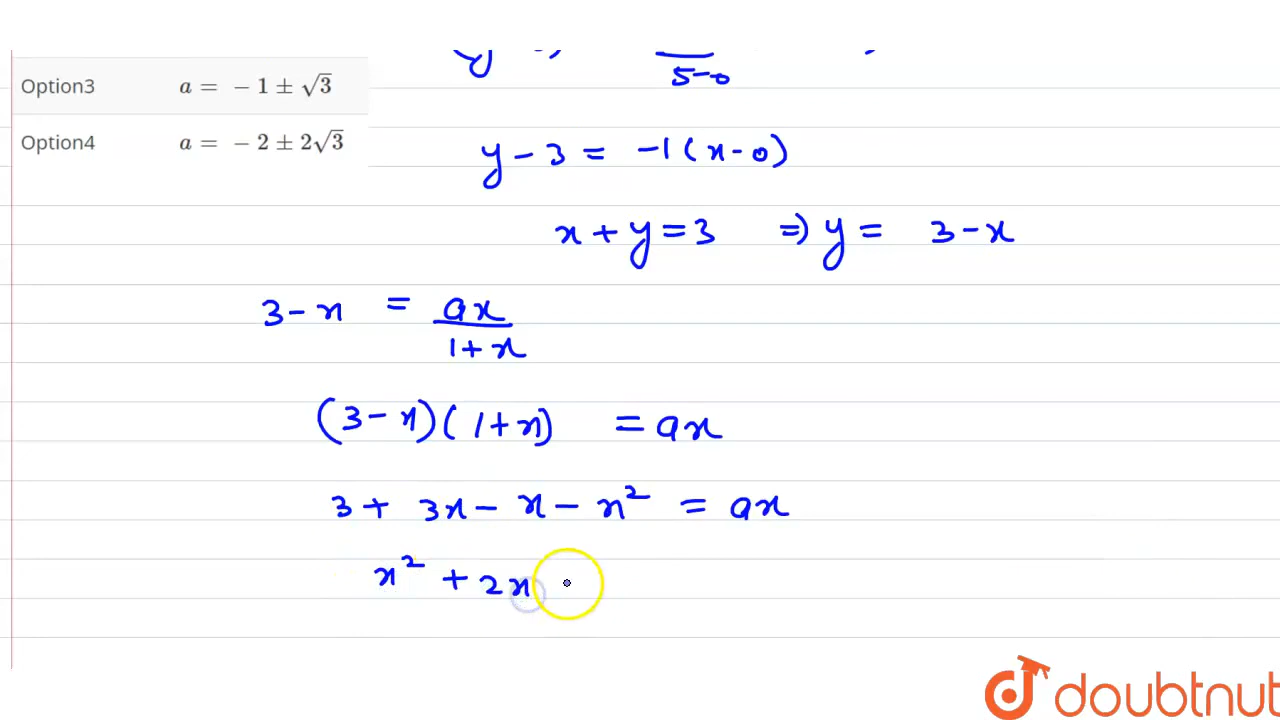 5-0
Option3 a = -1 ± √3
Option4 a = -2 ± 2√3
y - 3 = -1(x - 0)
x + y = 3 ⇒ y = 3 - x
3 - x = ax/1+x
(3 - x)(1 + x) = ax
3 + 3x - x - x² = ax
x² + 2x
doubtnut